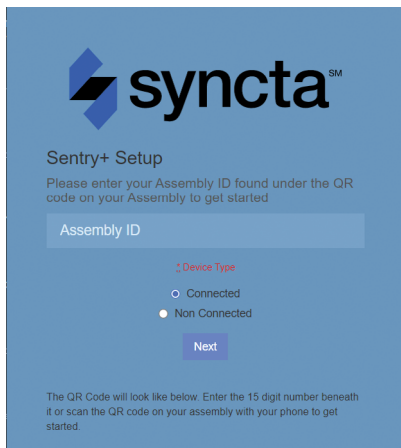 syncta℠
Sentry+ Setup
Please enter your Assembly ID found under the QR
code on your Assembly to get started
Assembly ID
* Device Type
Connected
Non Connected
Next
The QR Code will look like below. Enter the 15 digit number beneath
it or scan the QR code on your assembly with your phone to get
started.